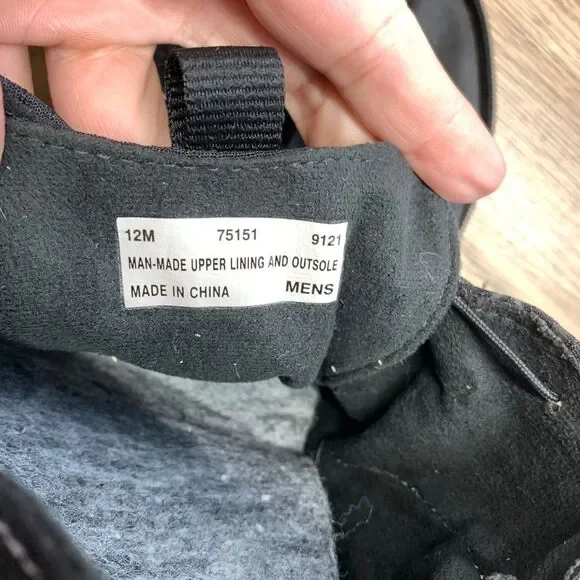 12M 75151 9121
MAN-MADE UPPER LINING AND OUTSOLE
MADE IN CHINA MENS